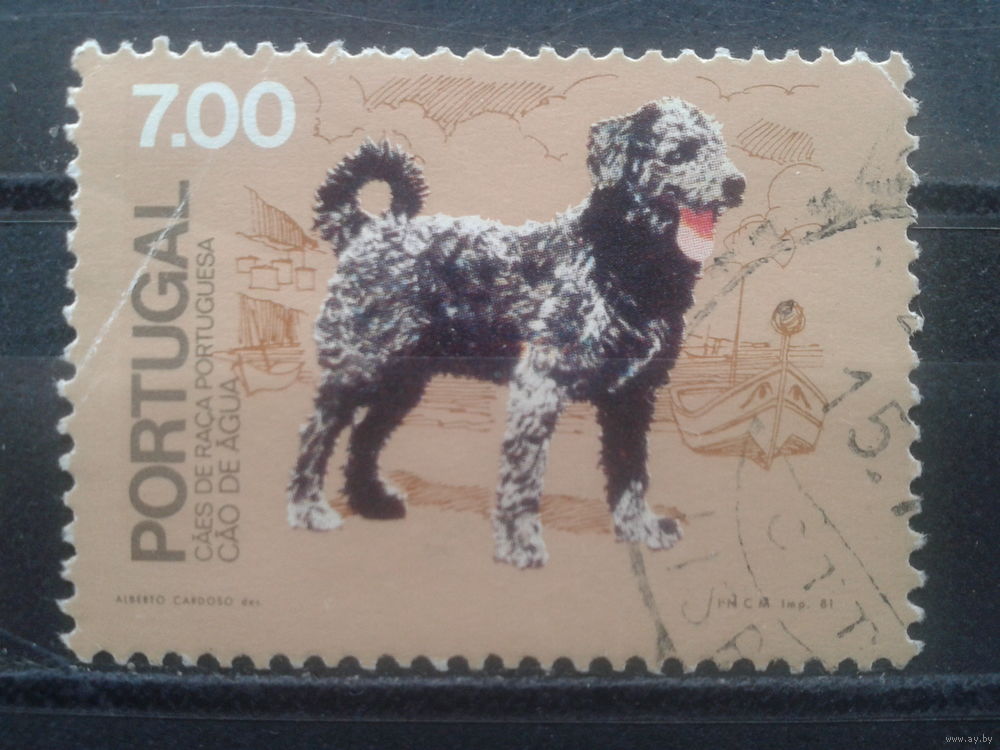 7.00
PORTUGAL
CÃES DE RAÇA PORTUGUESA
CÃO DE ÁGUA
ALBERTO CARDOSO des.
INCM Imp. 81
15.
www.ay.by